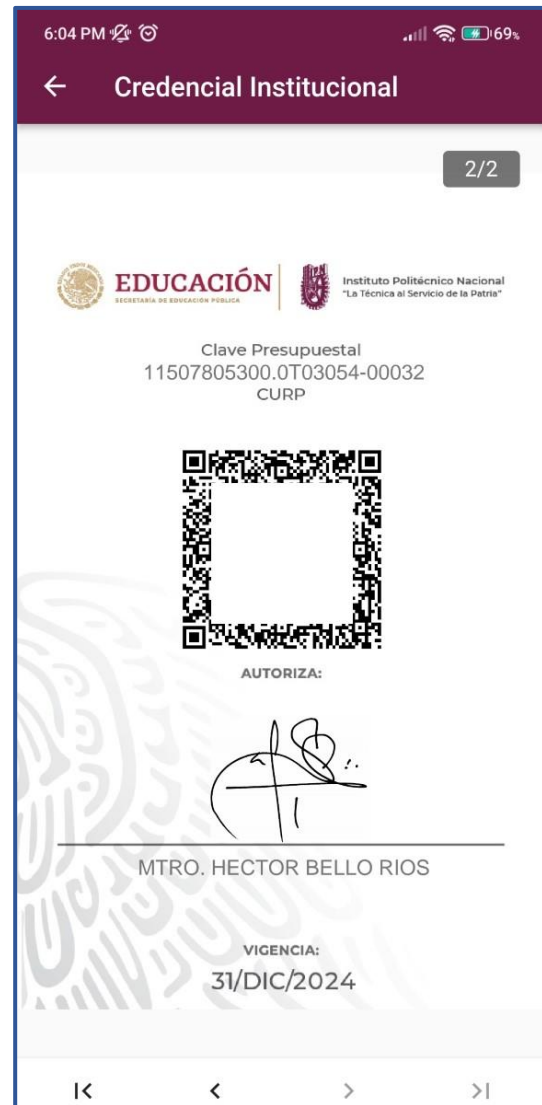 6:04 PM 69%
Credencial Institucional
2/2
EDUCACIÓN
SECRETARÍA DE EDUCACIÓN PÚBLICA
Instituto Politécnico Nacional
"La Técnica al Servicio de la Patria"
Clave Presupuestal
11507805300.0T03054-00032
CURP
AUTORIZA:
MTRO. HECTOR BELLO RIOS
VIGENCIA:
31/DIC/2024